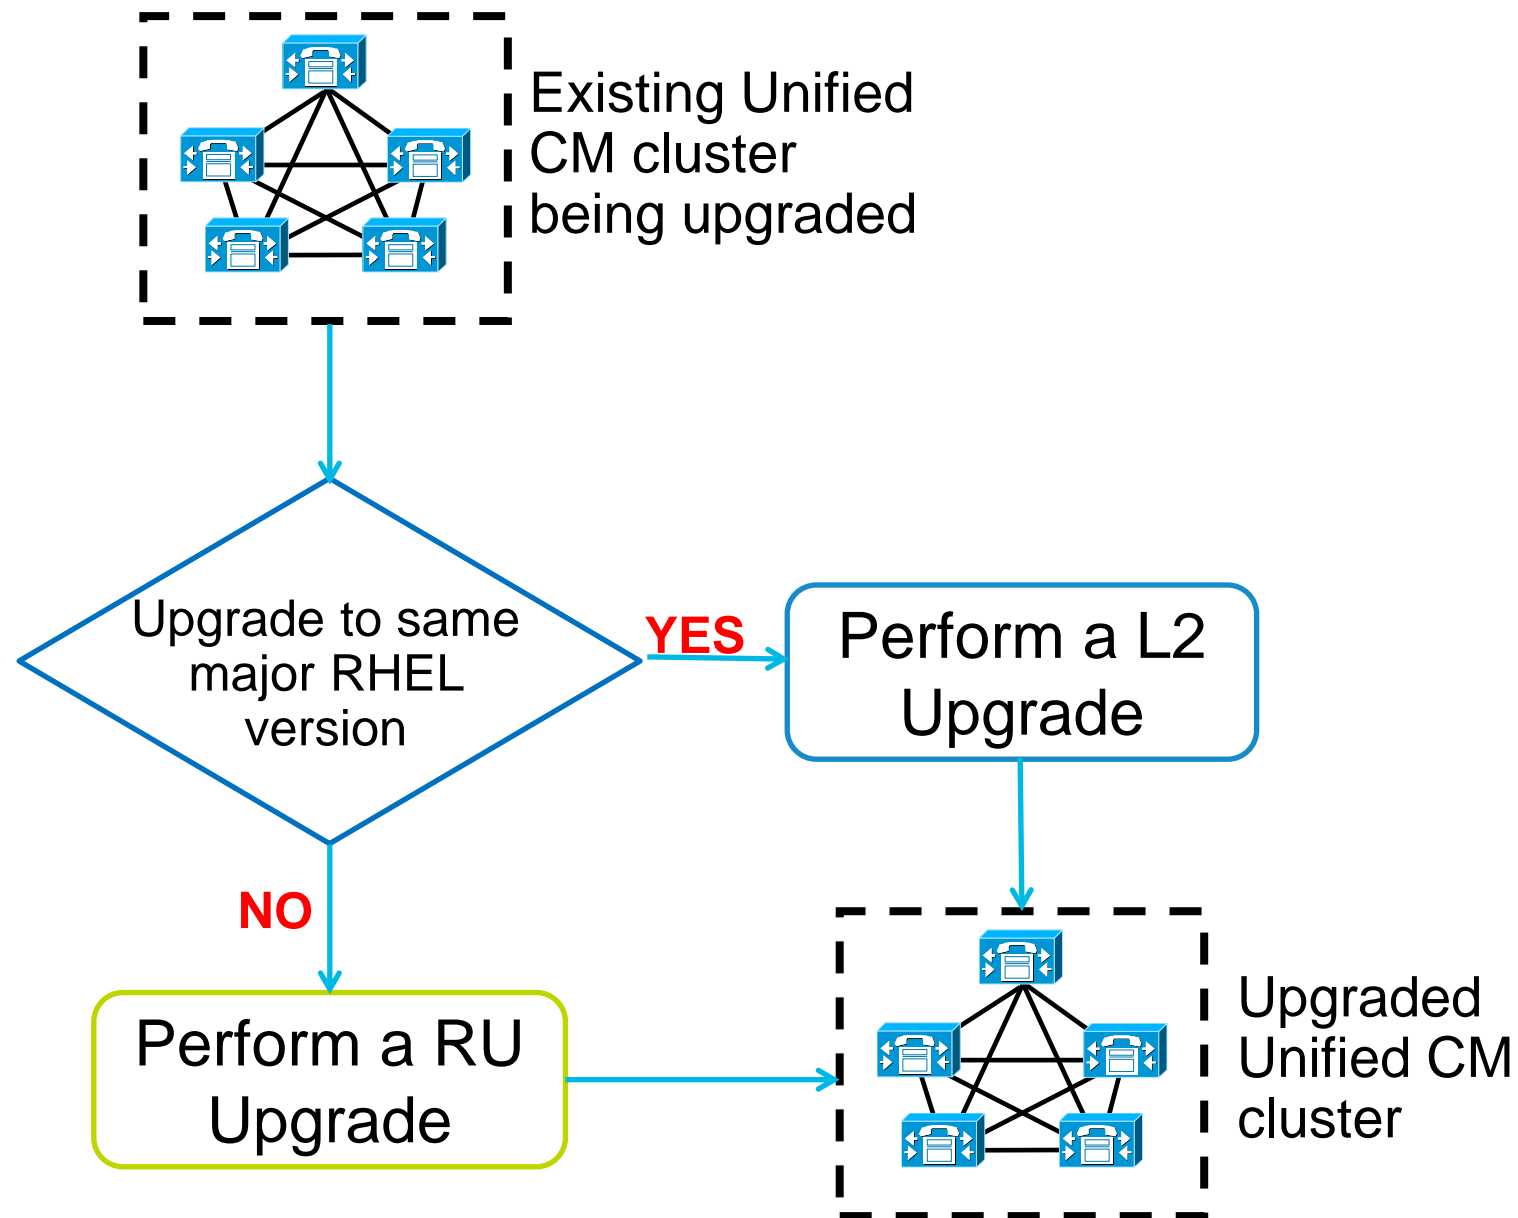 Existing Unified
CM cluster
being upgraded
Upgrade to same
major RHEL
version
YES
Perform a L2
Upgrade
NO
Perform a RU
Upgrade
Upgraded
Unified CM
cluster